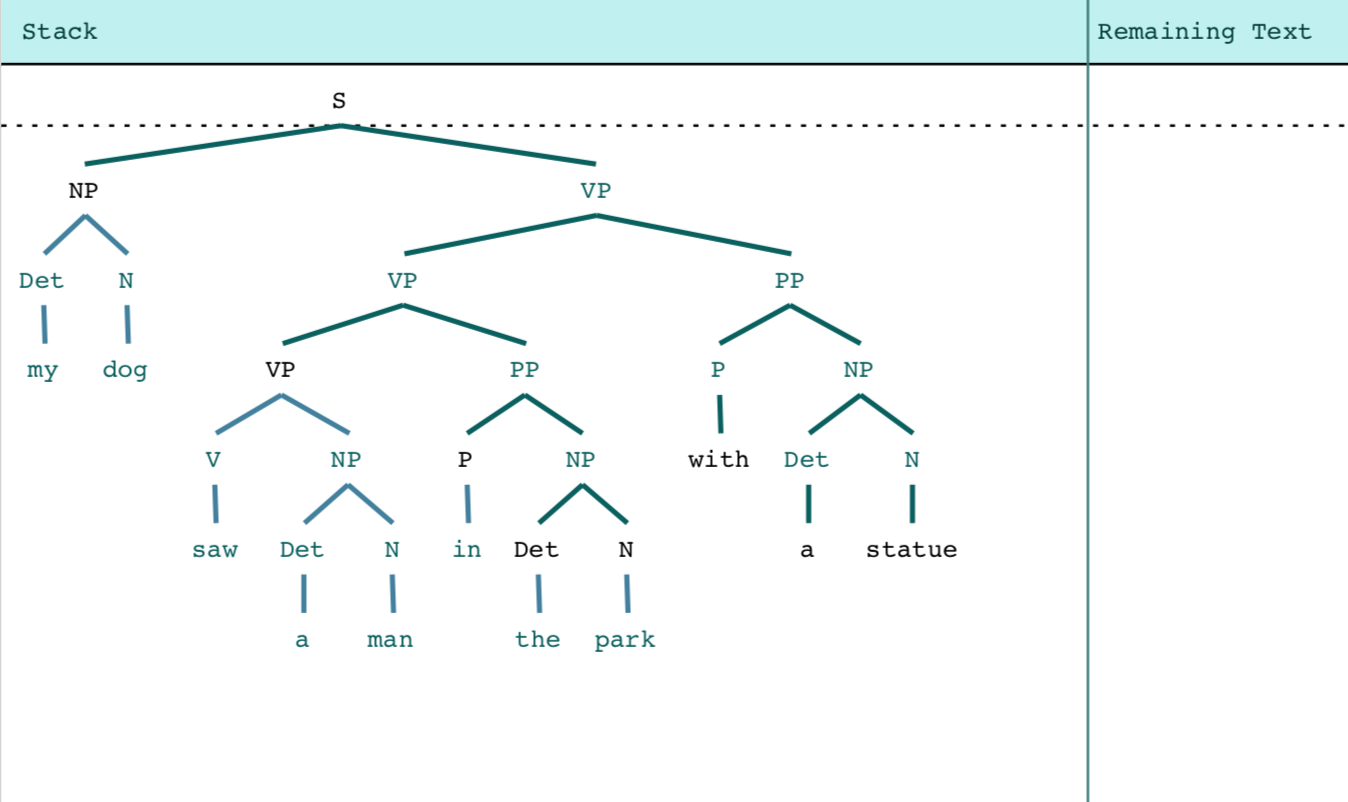 Stack Remaining Text
S
NP VP
Det N VP PP
my dog VP PP P NP
V NP P NP with Det N
saw Det N in Det N a statue
a man the park